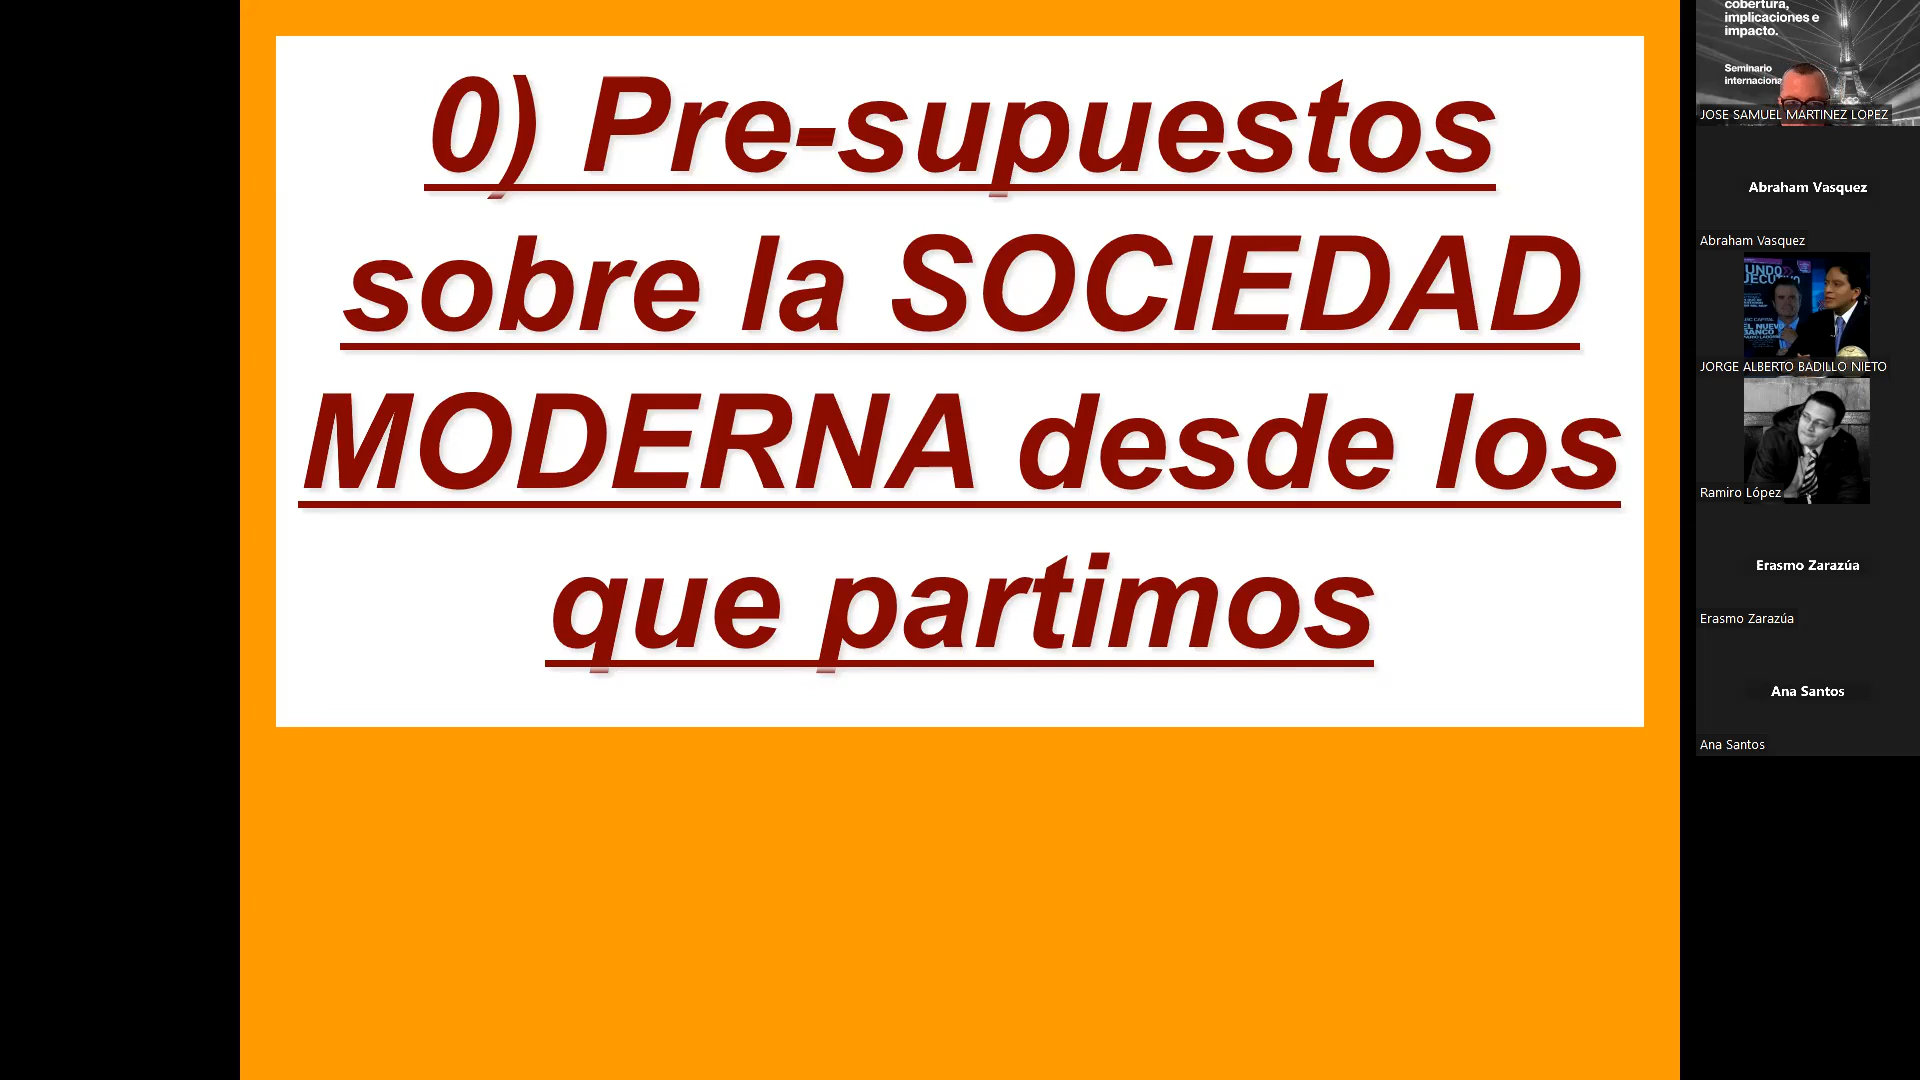 0) Pre-supuestos
sobre la SOCIEDAD
MODERNA desde los
que partimos
cobertura,
implicaciones e
impacto.
Seminario
internaciona
JOSE SAMUEL MARTINEZ LOPEZ
Abraham Vasquez
Abraham Vasquez
JORGE ALBERTO BADILLO NIETO
Ramiro López
Erasmo Zarazúa
Erasmo Zarazúa
Ana Santos
Ana Santos